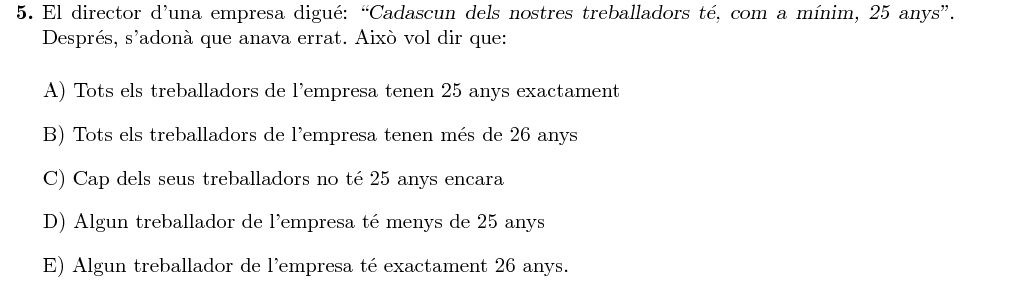 5. El director d'una empresa digué: “Cadascun dels nostres treballadors té, com a mínim, 25 anys”.
Després, s'adonà que anava errat. Això vol dir que:
A) Tots els treballadors de l'empresa tenen 25 anys exactament
B) Tots els treballadors de l'empresa tenen més de 26 anys
C) Cap dels seus treballadors no té 25 anys encara
D) Algun treballador de l'empresa té menys de 25 anys
E) Algun treballador de l'empresa té exactament 26 anys.